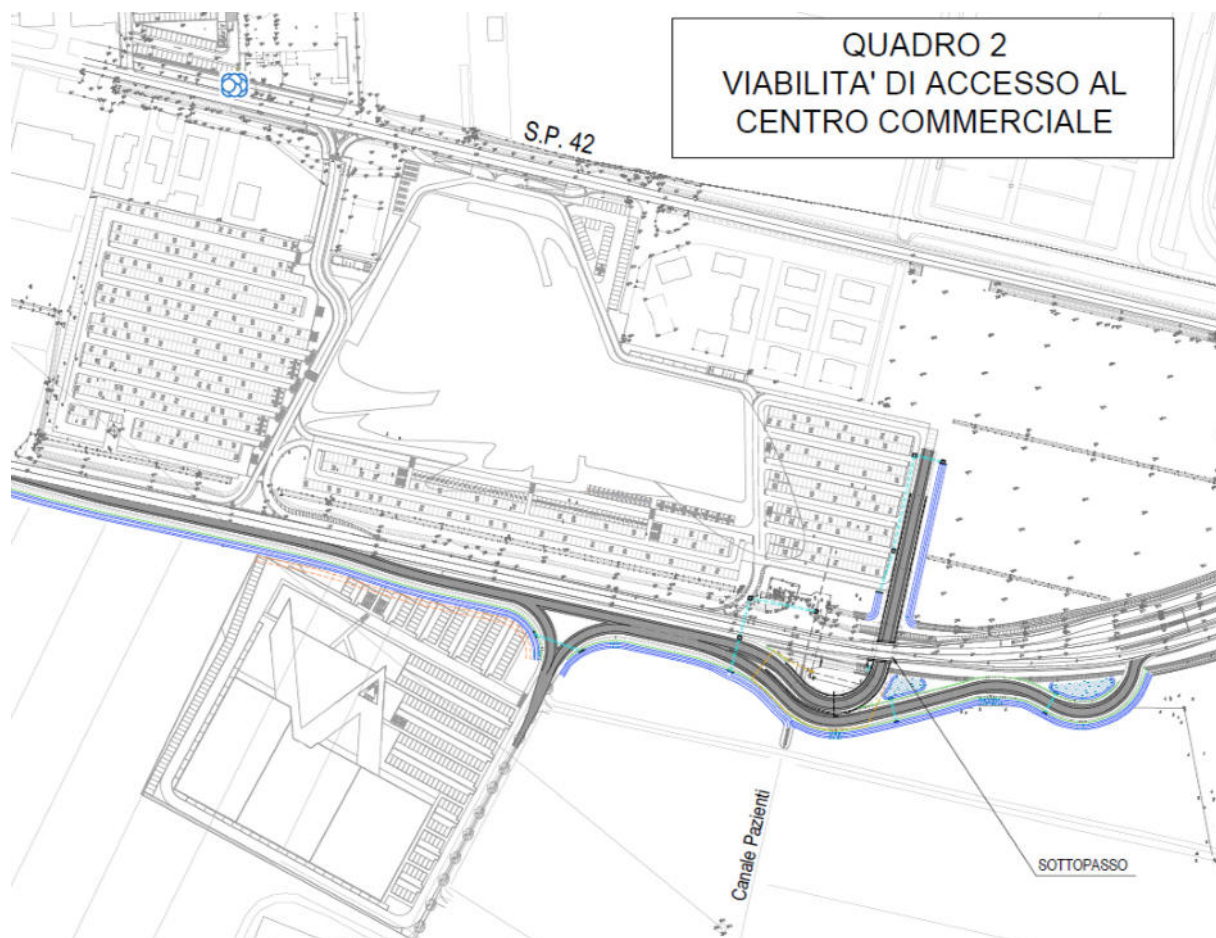 QUADRO 2
VIABILITA' DI ACCESSO AL
CENTRO COMMERCIALE
S.P. 42
Canale Pazienti
SOTTOPASSO